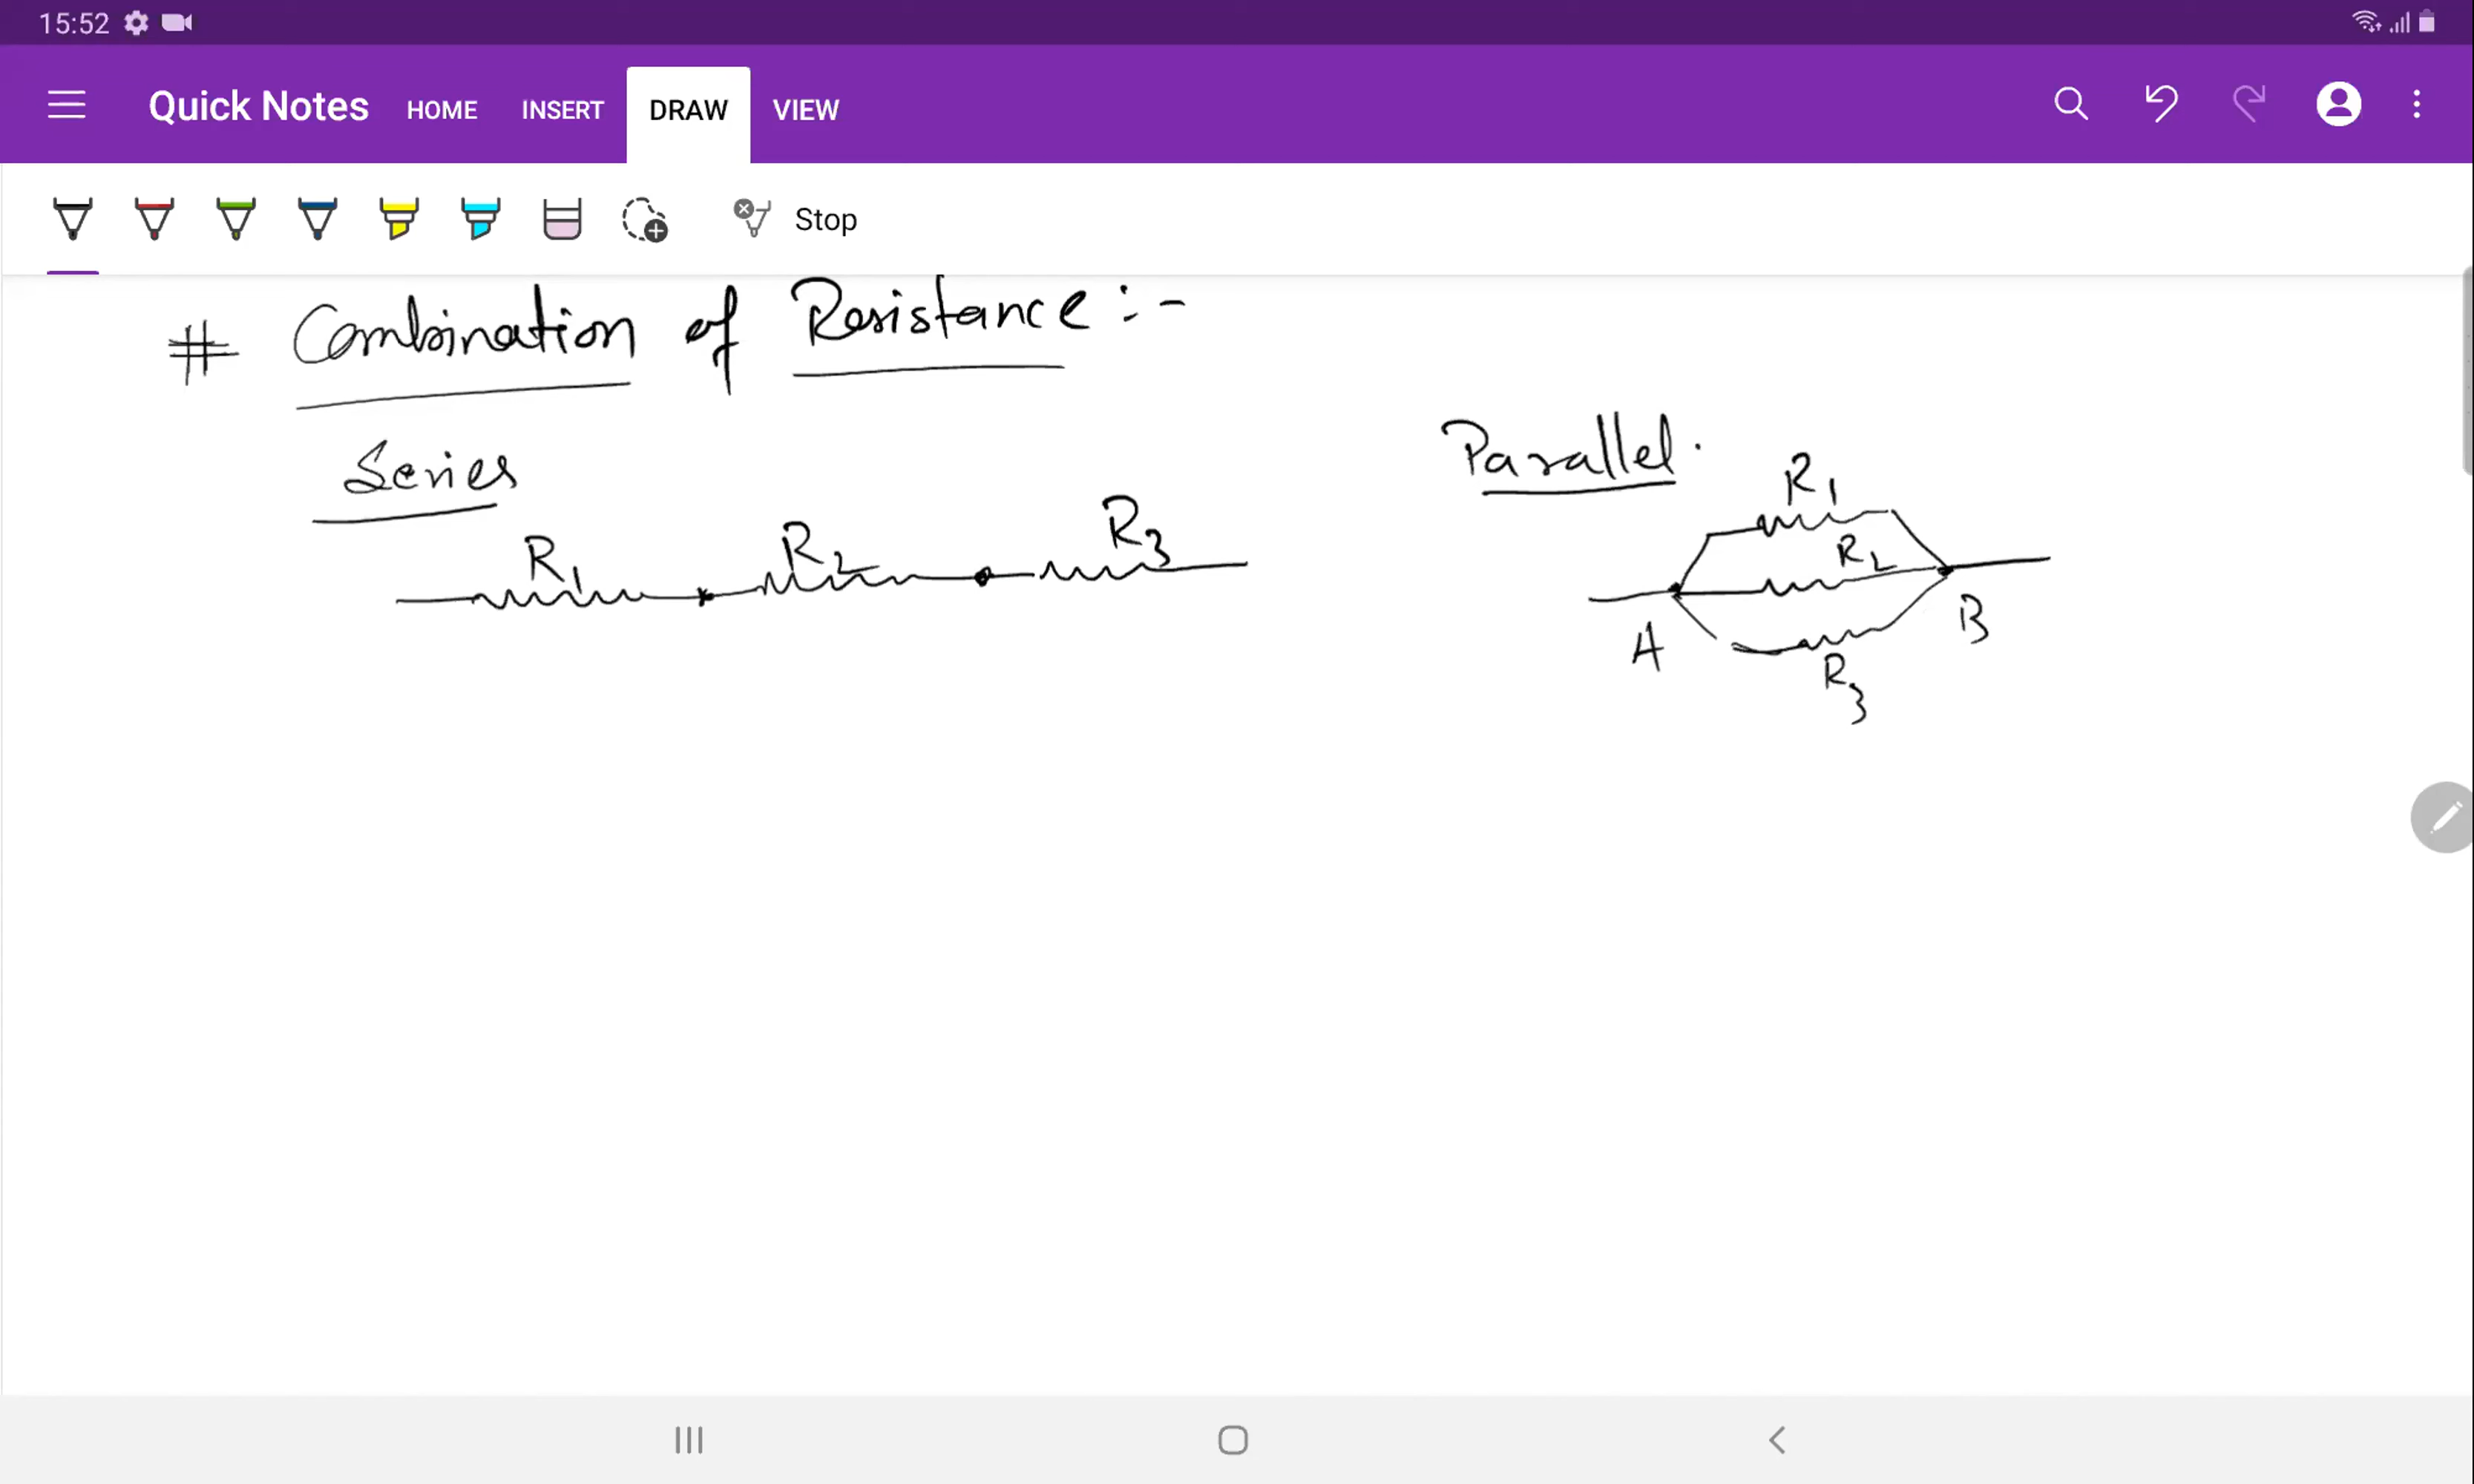 15:52
Quick Notes HOME INSERT DRAW VIEW
Stop
# Combination of Resistance :-
Series
R1 R2 R3
Parallel.
R1
R2
A B
R3